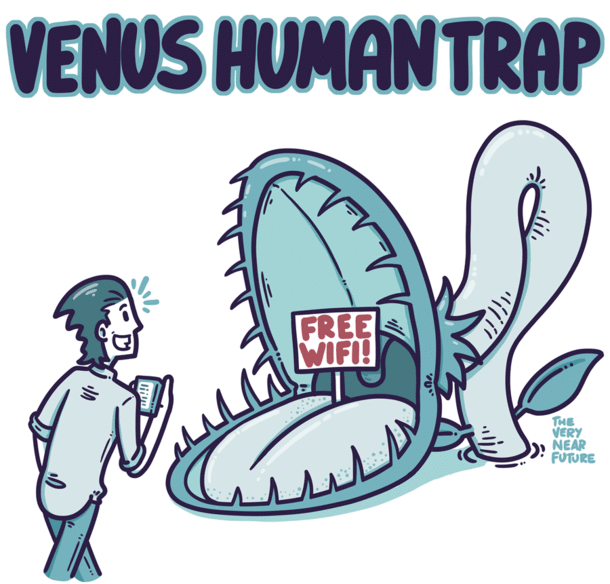 VENUS HUMAN TRAP
FREE
WIFI!
THE
VERY
NEAR
FUTURE